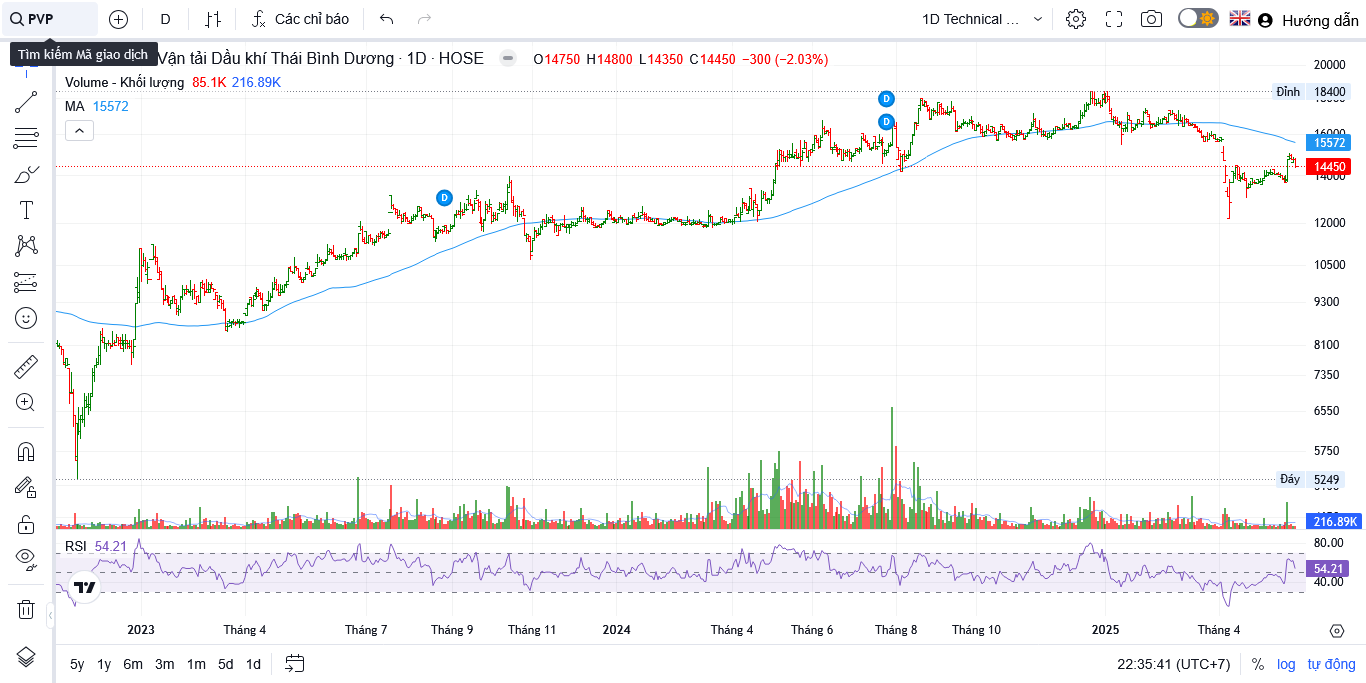 PVP
D
Các chỉ báo
1D Technical ...
Hướng dẫn
Tìm kiếm Mã giao dịch
Vận tải Dầu khí Thái Bình Dương · 1D · HOSE
O14750 H14800 L14350 C14450 −300 (−2.03%)
Volume - Khối lượng 85.1K 216.89K
MA 15572
D
D
D
20000
Đỉnh 18400
16000
15572
14450
14000
12000
10500
9300
8100
7350
6550
5750
Đáy 5249
216.89K
RSI 54.21
80.00
54.21
40.00
2023
Tháng 4
Tháng 7
Tháng 9
Tháng 11
2024
Tháng 4
Tháng 6
Tháng 8
Tháng 10
2025
Tháng 4
5y 1y 6m 3m 1m 5d 1d
22:35:41 (UTC+7)
% log tự động